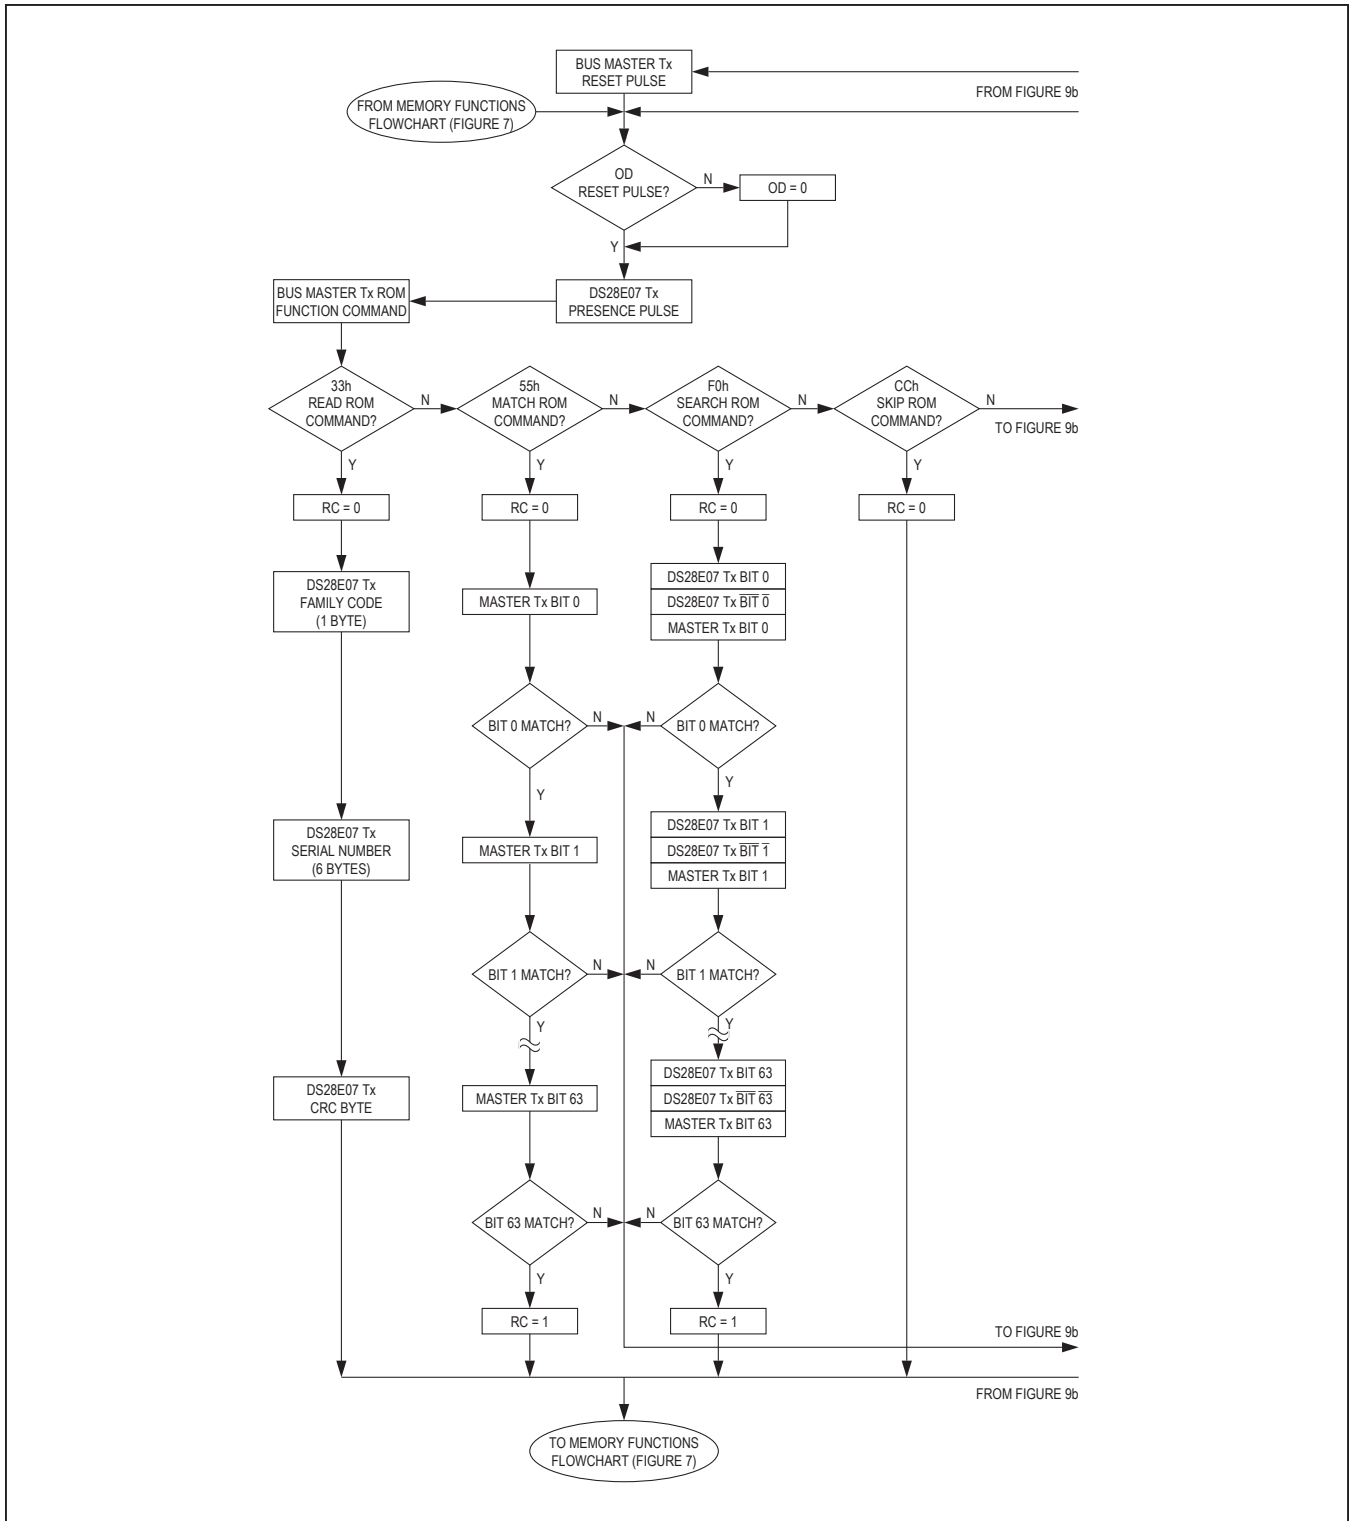 BUS MASTER Tx
RESET PULSE
FROM FIGURE 9b
FROM MEMORY FUNCTIONS
FLOWCHART (FIGURE 7)
OD
RESET PULSE?
N
OD = 0
Y
BUS MASTER Tx ROM
FUNCTION COMMAND
DS28E07 Tx
PRESENCE PULSE
33h
READ ROM
COMMAND?
N
55h
MATCH ROM
COMMAND?
N
F0h
SEARCH ROM
COMMAND?
N
CCh
SKIP ROM
COMMAND?
N
TO FIGURE 9b
Y
Y
Y
Y
RC = 0
RC = 0
RC = 0
RC = 0
DS28E07 Tx
FAMILY CODE
(1 BYTE)
MASTER Tx BIT 0
DS28E07 Tx BIT 0
DS28E07 Tx B̅I̅T̅ 0̅
MASTER Tx BIT 0
BIT 0 MATCH?
N
N
BIT 0 MATCH?
Y
Y
DS28E07 Tx
SERIAL NUMBER
(6 BYTES)
MASTER Tx BIT 1
DS28E07 Tx BIT 1
DS28E07 Tx B̅I̅T̅ 1̅
MASTER Tx BIT 1
BIT 1 MATCH?
N
N
BIT 1 MATCH?
Y
Y
DS28E07 Tx
CRC BYTE
MASTER Tx BIT 63
DS28E07 Tx BIT 63
DS28E07 Tx B̅I̅T̅ 6̅3̅
MASTER Tx BIT 63
BIT 63 MATCH?
N
N
BIT 63 MATCH?
Y
Y
RC = 1
RC = 1
TO FIGURE 9b
FROM FIGURE 9b
TO MEMORY FUNCTIONS
FLOWCHART (FIGURE 7)